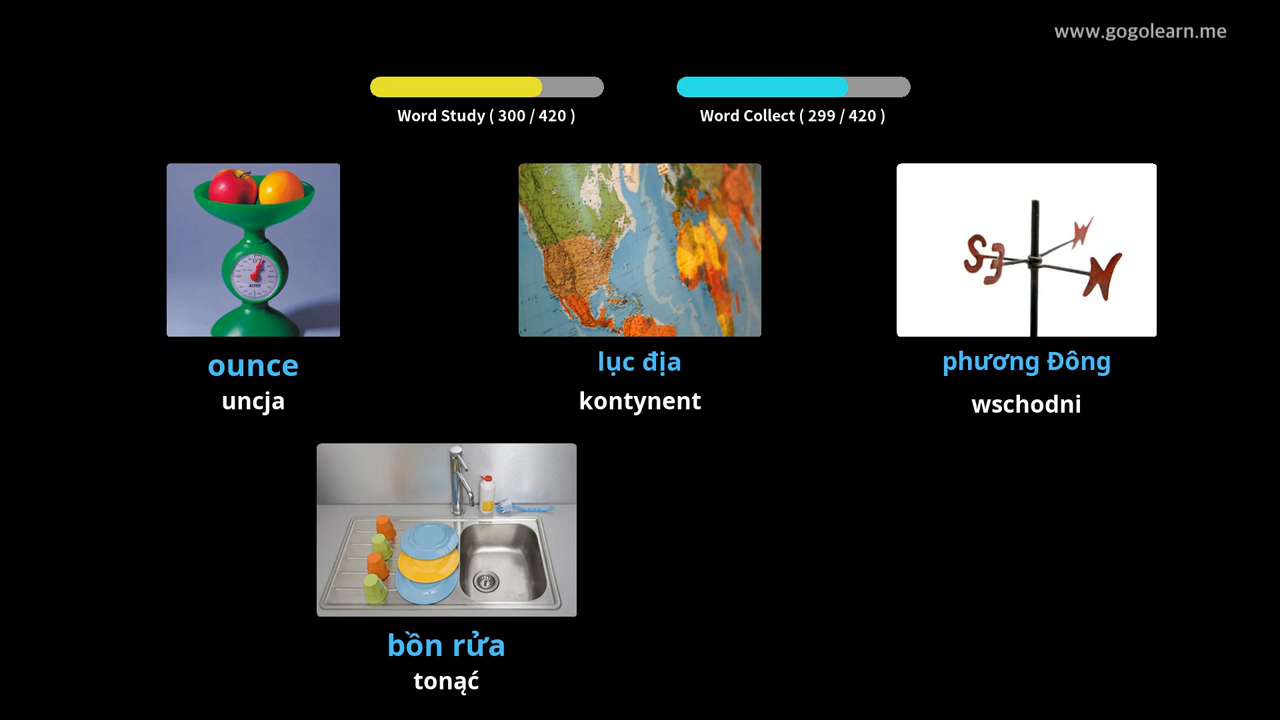 www.gogolearn.me
Word Study ( 300 / 420 )
Word Collect ( 299 / 420 )
ounce
uncja
lục địa
kontynent
S
E
N
W
phương Đông
wschodni
bồn rửa
tonąć